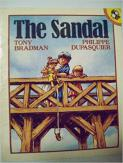 The Sandal
TONY
BRADMAN
PHILIPPE
DUPASQUIER